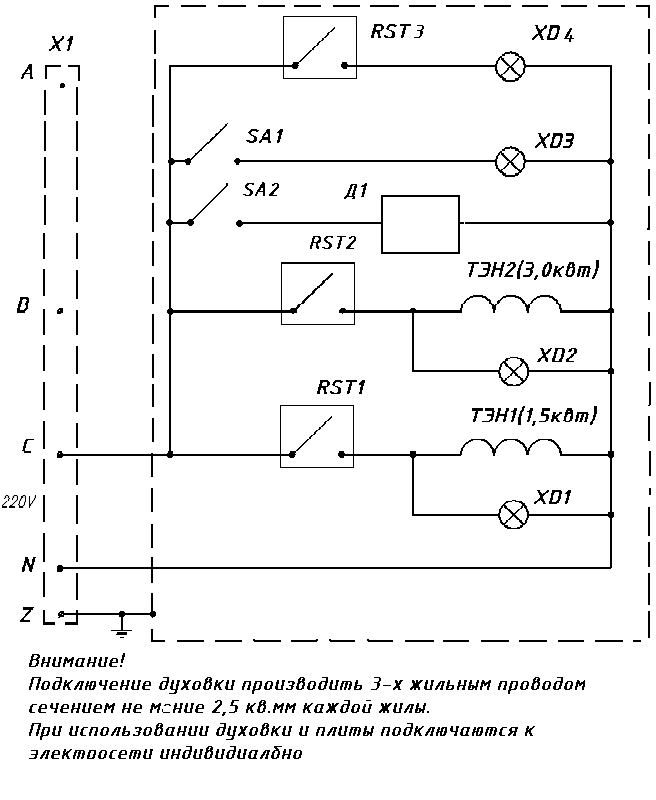 RST3
XD4
X1
A
SA1
XD3
SA2
Д1
RST2
ТЭН2(3,0квт)
B
XD2
RST1
ТЭН1(1,5квт)
C
220V
XD1
N
Z
Внимание!
Подключение духовки производить 3-х жильным проводом
сечением не мэние 2,5 кв.мм каждой жилы.
При использовании духовки и плиты подключаются к
электросети индивидиалбно